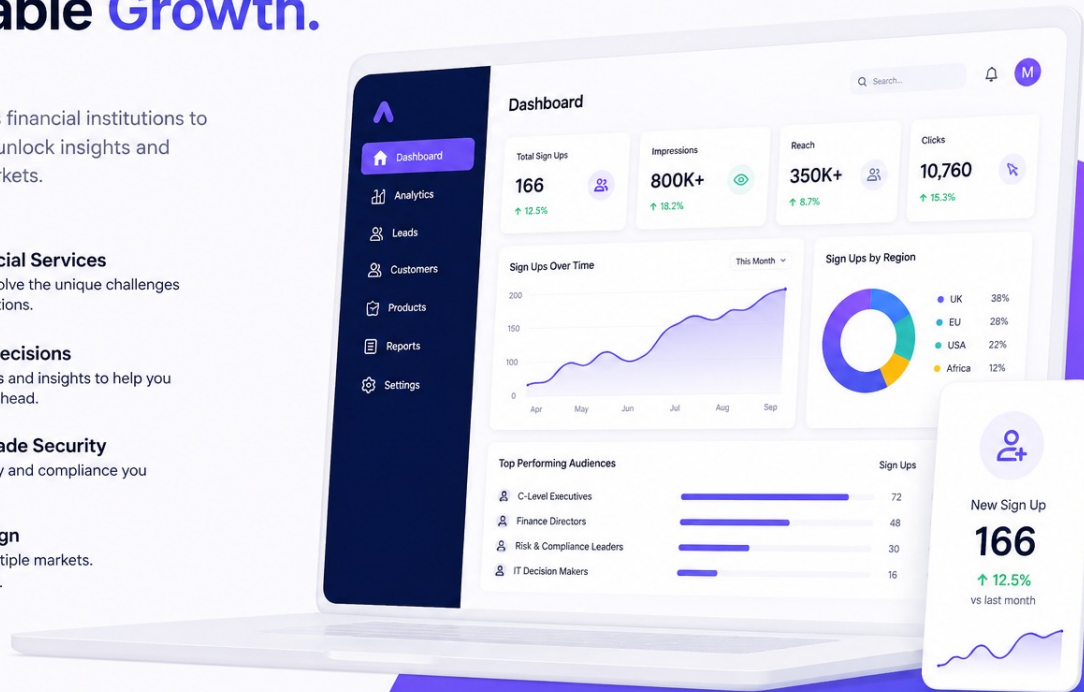 able Growth.
financial institutions to
unlock insights and
kets.
cial Services
olve the unique challenges
tions.
ecisions
s and insights to help you
head.
ade Security
y and compliance you
gn
tiple markets.
Dashboard
Search...
M
Dashboard
Analytics
Leads
Customers
Products
Reports
Settings
Total Sign Ups
166
↑ 12.5%
Impressions
800K+
↑ 18.2%
Reach
350K+
↑ 8.7%
Clicks
10,760
↑ 15.3%
Sign Ups Over Time
This Month
200
150
100
0
Apr May Jun Jul Aug Sep
Sign Ups by Region
UK 38%
EU 28%
USA 22%
Africa 12%
Top Performing Audiences Sign Ups
C-Level Executives 72
Finance Directors 48
Risk & Compliance Leaders 30
IT Decision Makers 16
New Sign Up
166
↑ 12.5%
vs last month